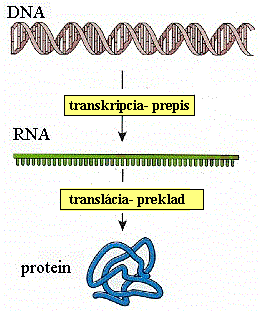 DNA
transkripcia- prepis
RNA
translácia- preklad
protein